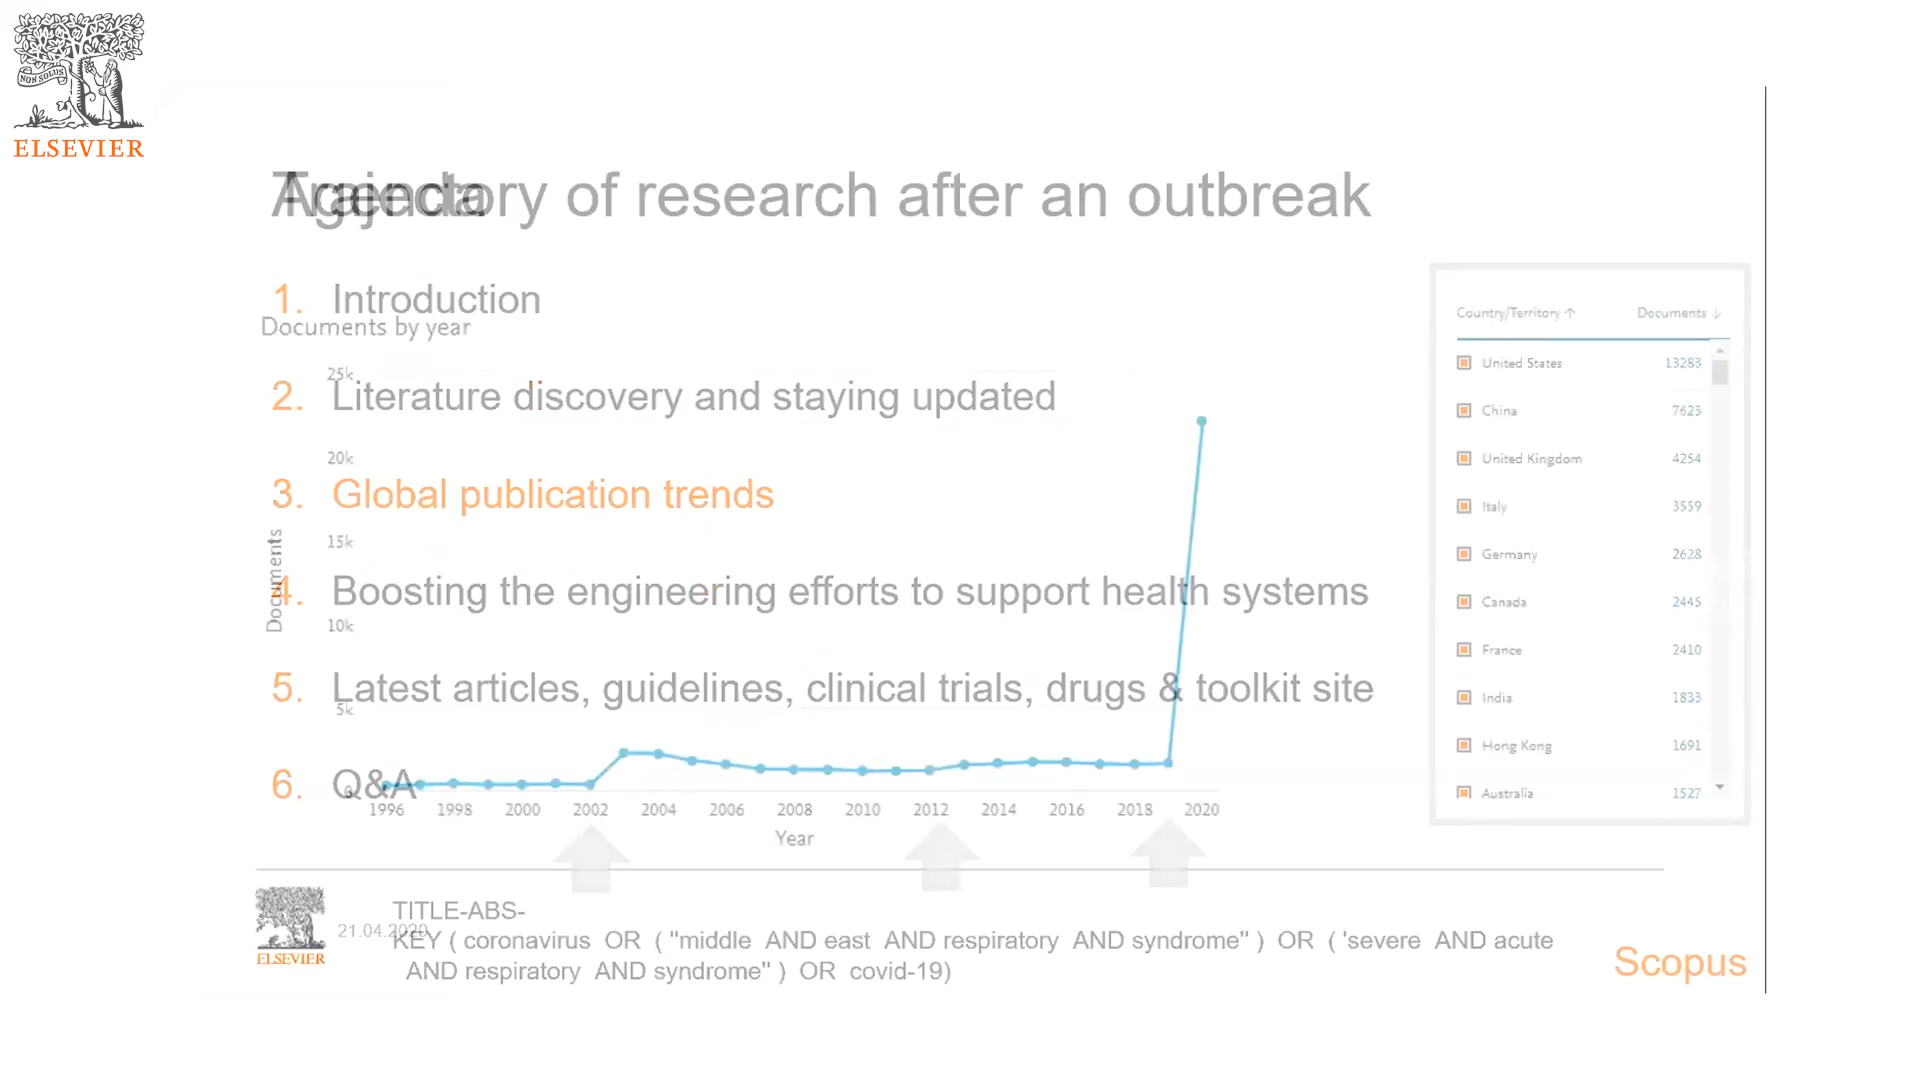 NON SOLUS
ELSEVIER
Agenda
Trajectory of research after an outbreak
1. Introduction
2. Literature discovery and staying updated
3. Global publication trends
4. Boosting the engineering efforts to support health systems
5. Latest articles, guidelines, clinical trials, drugs & toolkit site
6. Q&A
Documents by year
25k
20k
15k
10k
5k
0
Documents
1996 1998 2000 2002 2004 2006 2008 2010 2012 2014 2016 2018 2020
Year
Country/Territory ↑ Documents ↓
United States 13283
China 7623
United Kingdom 4254
Italy 3559
Germany 2628
Canada 2445
France 2410
India 1833
Hong Kong 1691
Australia 1527
ELSEVIER
21.04.2020
TITLE-ABS-
KEY ( coronavirus OR ( "middle AND east AND respiratory AND syndrome" ) OR ( 'severe AND acute
AND respiratory AND syndrome" ) OR covid-19)
Scopus